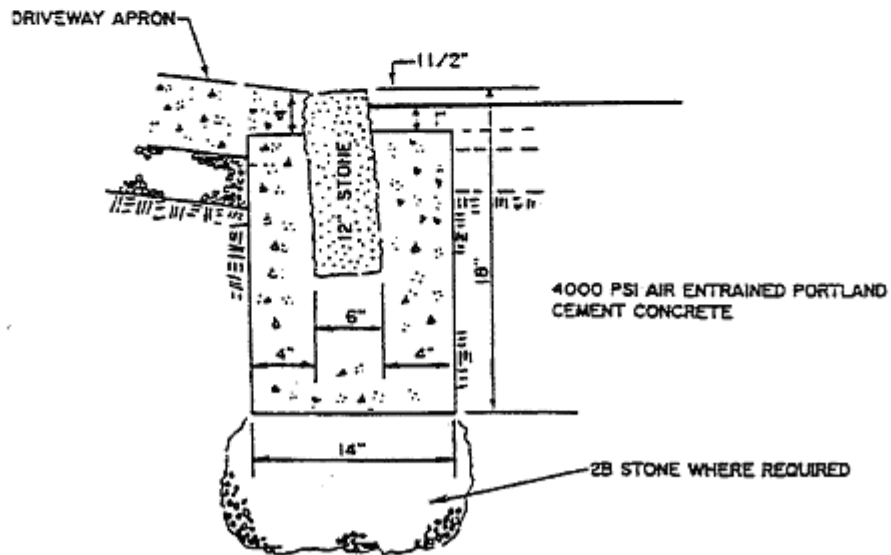 DRIVEWAY APRON
1 1/2"
12" STONE
18"
4000 PSI AIR ENTRAINED PORTLAND
CEMENT CONCRETE
6"
4"
4"
14"
2B STONE WHERE REQUIRED